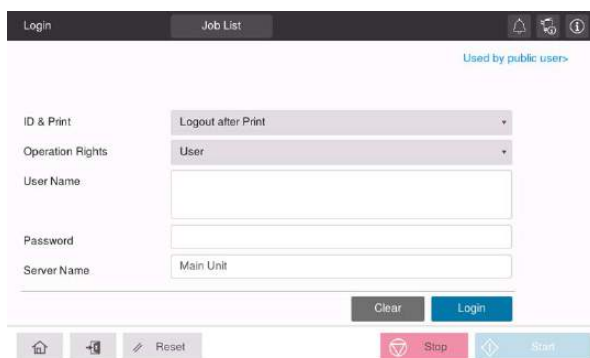 Login
Job List
Used by public user>
ID & Print
Logout after Print
Operation Rights
User
User Name
Password
Server Name
Main Unit
Clear
Login
Reset
Stop
Start